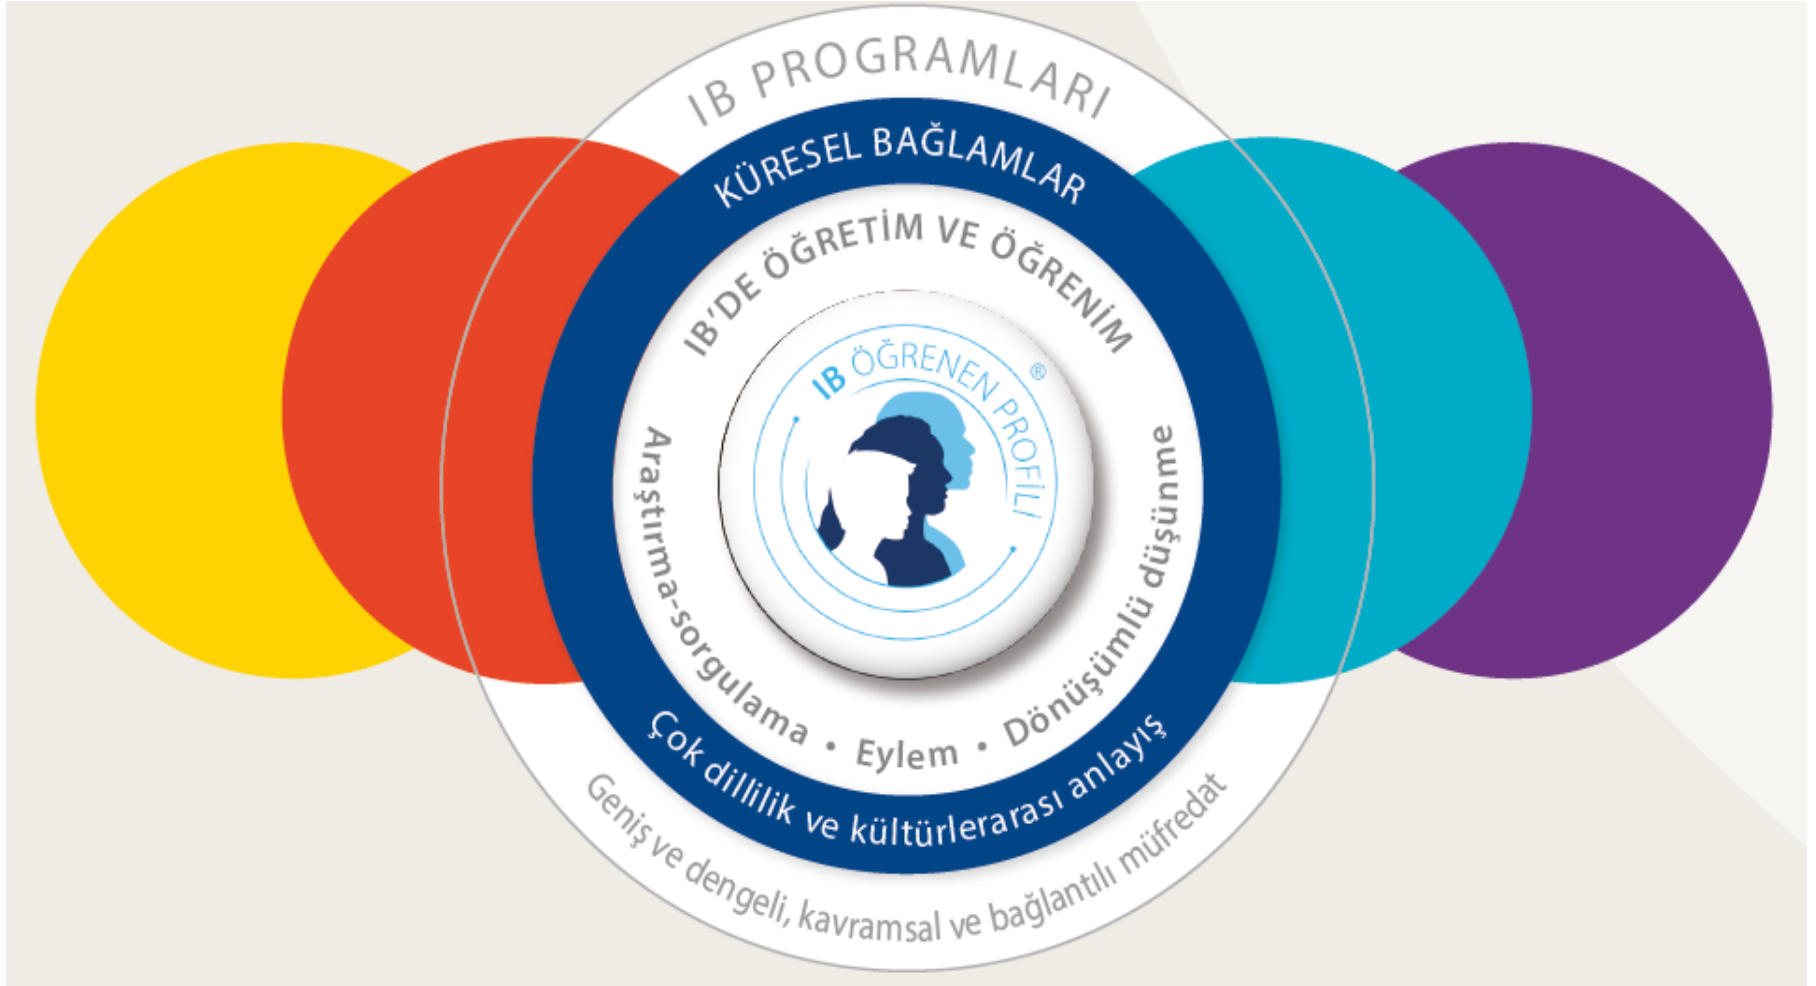 IB PROGRAMLARI
KÜRESEL BAĞLAMLAR
IB'DE ÖĞRETİM VE ÖĞRENİM
IB ÖĞRENEN PROFİLİ ®
Araştırma-sorgulama • Eylem • Dönüşümlü düşünme
Çok dillilik ve kültürlerarası anlayış
Geniş ve dengeli, kavramsal ve bağlantılı müfredat